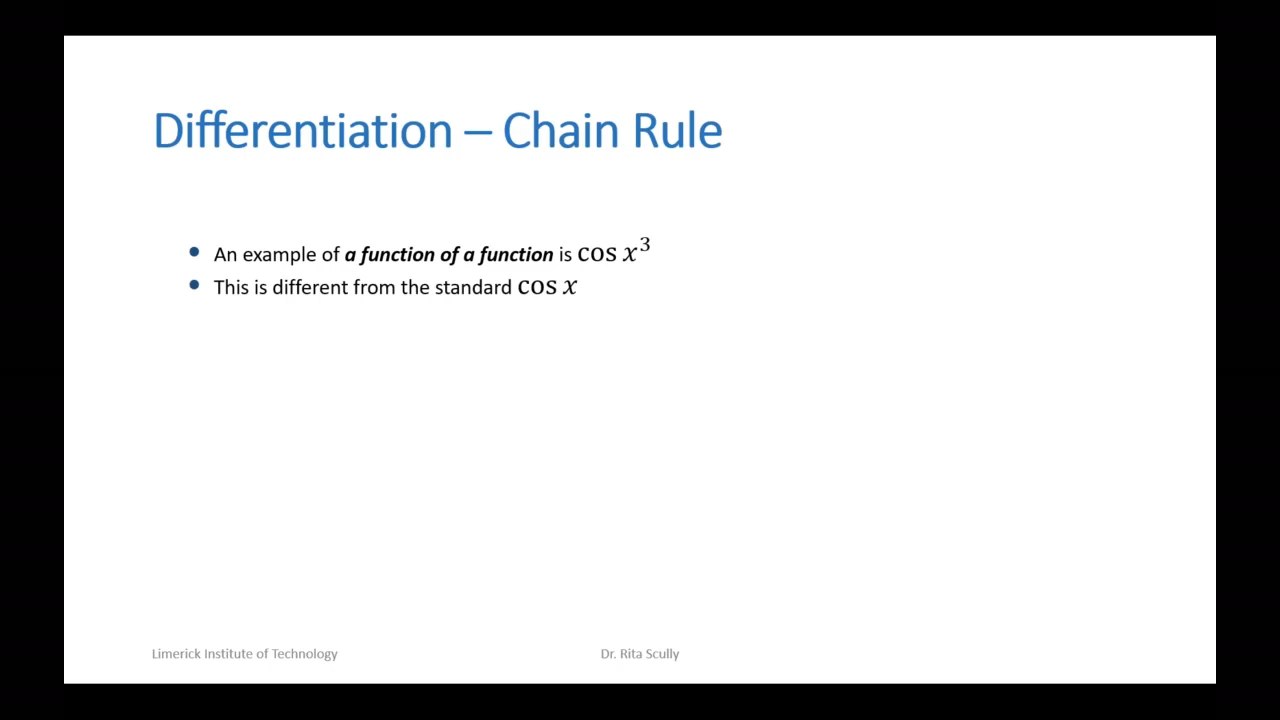 Differentiation – Chain Rule
• An example of a function of a function is cos x³
• This is different from the standard cos x
Limerick Institute of Technology
Dr. Rita Scully